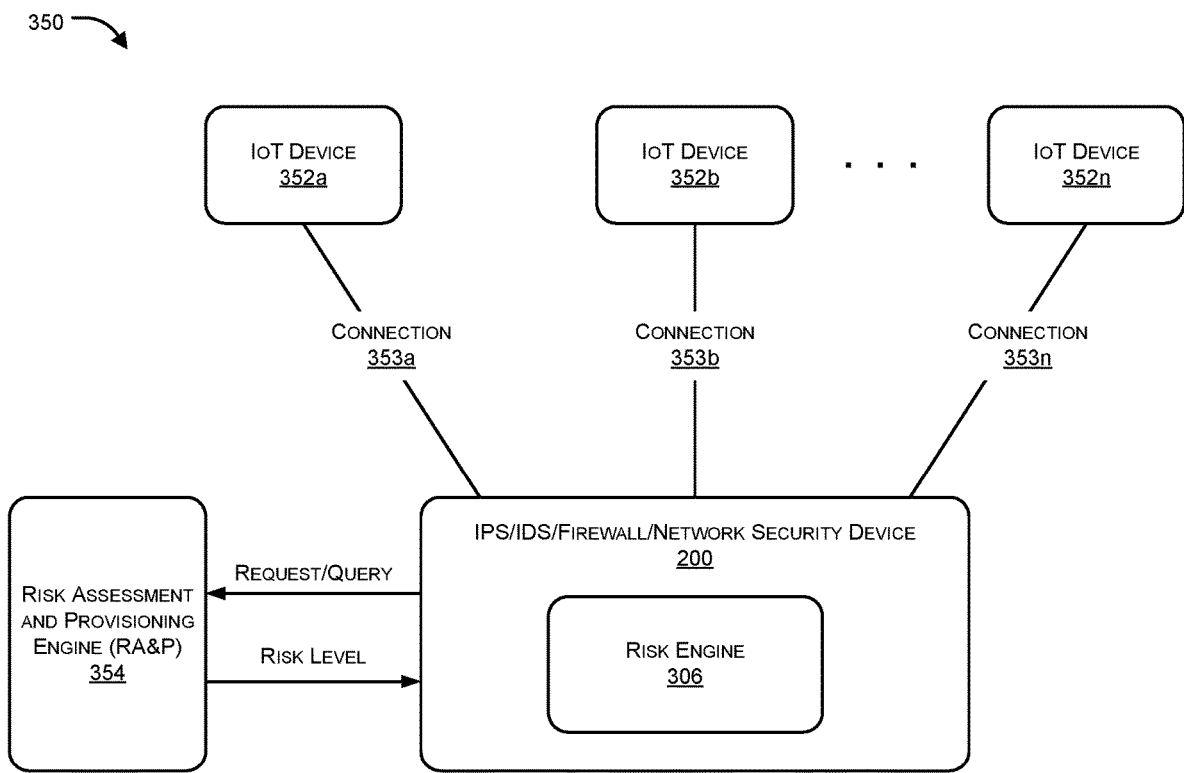 350
IoT Device
352a
IoT Device
352b
. . .
IoT Device
352n
Connection
353a
Connection
353b
Connection
353n
IPS/IDS/Firewall/Network Security Device
200
Request/Query
Risk Assessment
and Provisioning
Engine (RA&P)
354
Risk Level
Risk Engine
306